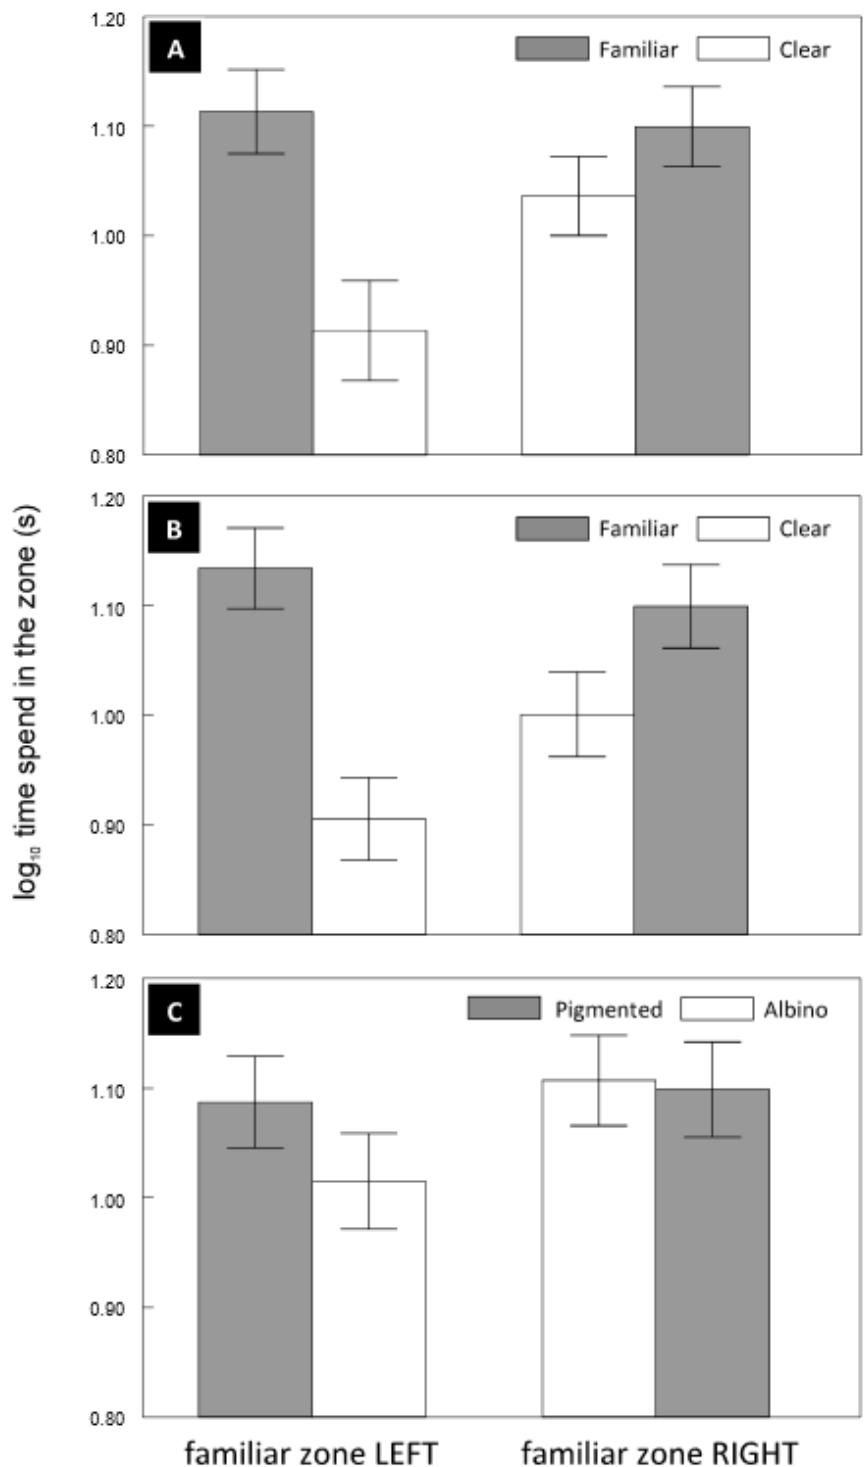 log₁₀ time spend in the zone (s)
A
Familiar Clear
1.20
1.10
1.00
0.90
0.80
B
Familiar Clear
1.20
1.10
1.00
0.90
0.80
C
Pigmented Albino
1.20
1.10
1.00
0.90
0.80
familiar zone LEFT familiar zone RIGHT